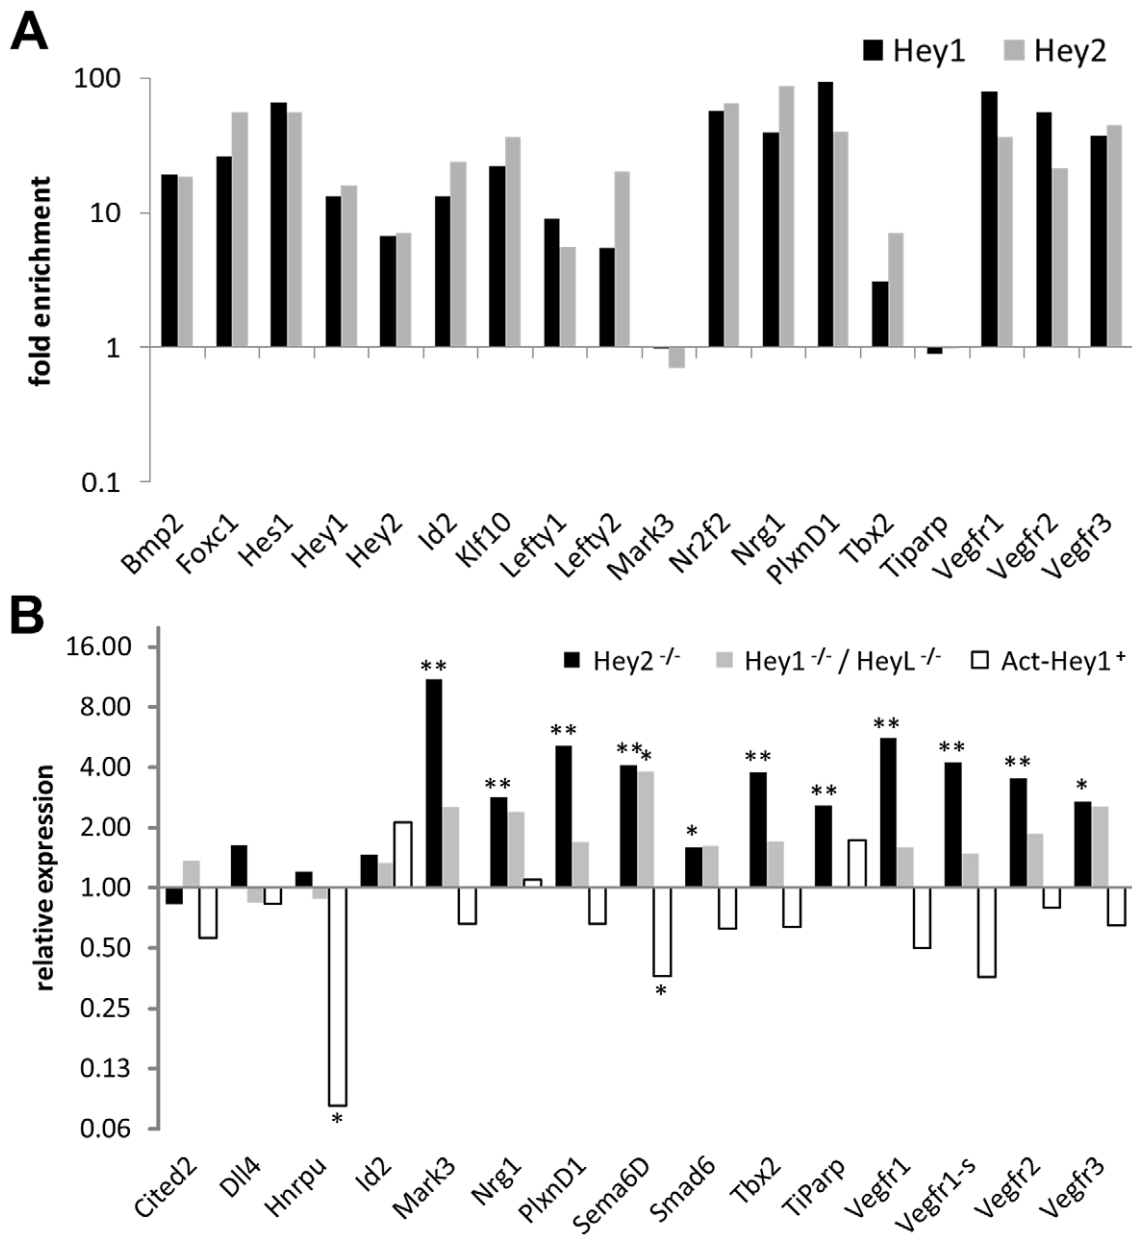 A
Hey1 Hey2
100
10
1
0.1
fold enrichment
Bmp2 Foxc1 Hes1 Hey1 Hey2 Id2 Klf10 Lefty1 Lefty2 Mark3 Nr2f2 Nrg1 PlxnD1 Tbx2 Tiparp Vegfr1 Vegfr2 Vegfr3
B
Hey2 -/- Hey1 -/- / HeyL -/- Act-Hey1 +
16.00
8.00
4.00
2.00
1.00
0.50
0.25
0.13
0.06
relative expression
** ** ** ** * * ** ** ** ** ** * * *
Cited2 Dll4 Hnrpu Id2 Mark3 Nrg1 PlxnD1 Sema6D Smad6 Tbx2 TiParp Vegfr1 Vegfr1-s Vegfr2 Vegfr3